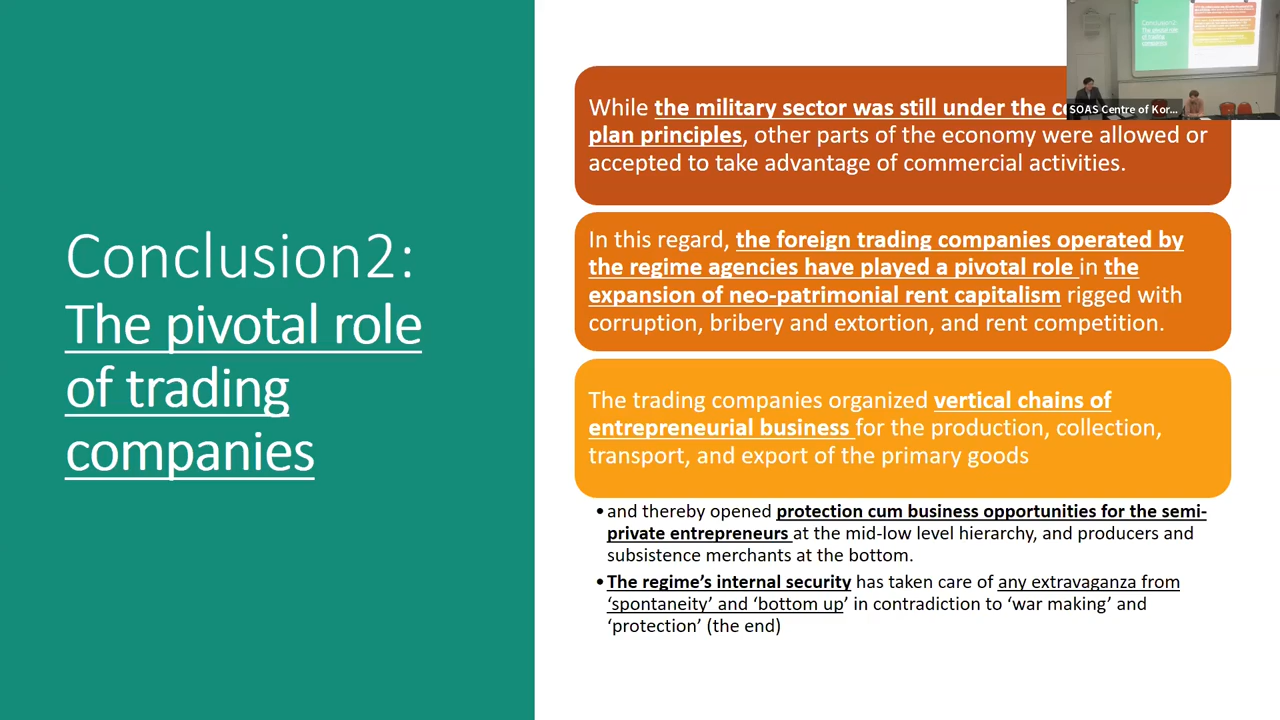 Conclusion2:
The pivotal role
of trading
companies
While the military sector was still under the
plan principles, other parts of the economy were allowed or
accepted to take advantage of commercial activities.
In this regard, the foreign trading companies operated by
the regime agencies have played a pivotal role in the
expansion of neo-patrimonial rent capitalism rigged with
corruption, bribery and extortion, and rent competition.
The trading companies organized vertical chains of
entrepreneurial business for the production, collection,
transport, and export of the primary goods
•and thereby opened protection cum business opportunities for the semi-
private entrepreneurs at the mid-low level hierarchy, and producers and
subsistence merchants at the bottom.
•The regime's internal security has taken care of any extravaganza from
‘spontaneity’ and ‘bottom up’ in contradiction to ‘war making’ and
‘protection’ (the end)
SOAS Centre of Kor...
Conclusion2:
The pivotal role
of trading
companies